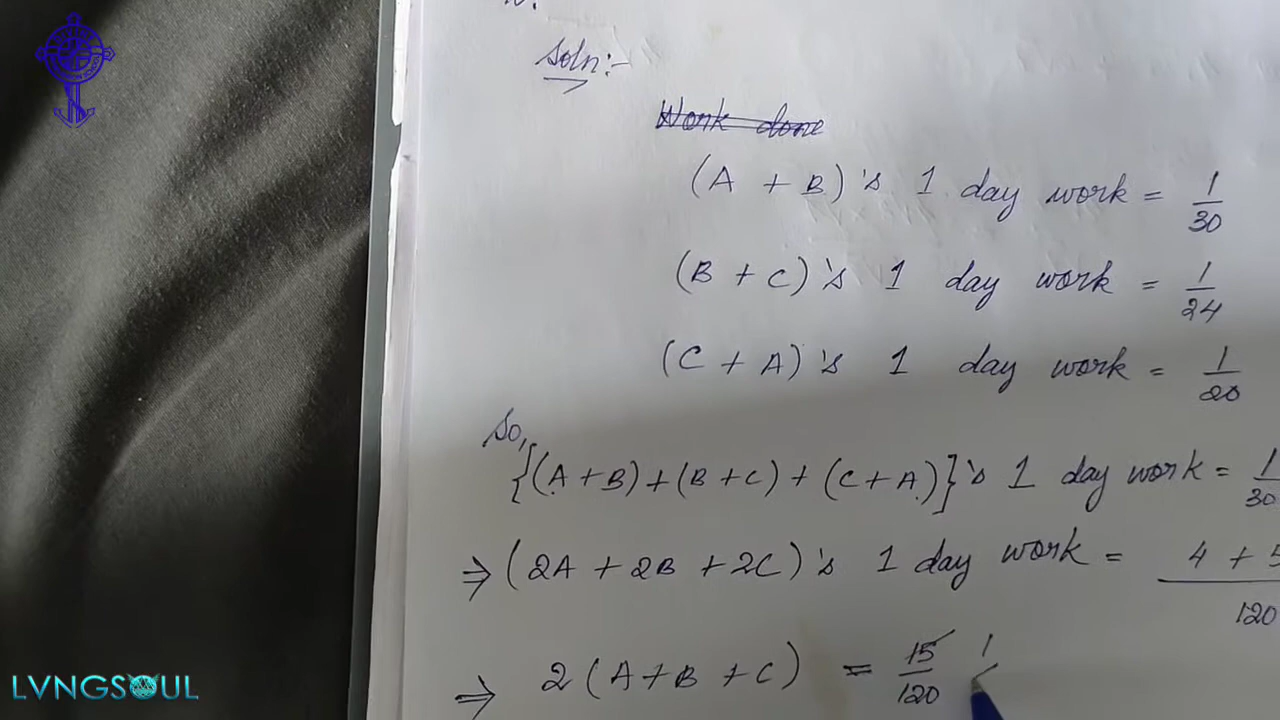 Soln:-
Work done
(A + B)'s 1 day work = 1/30
(B + C)'s 1 day work = 1/24
(C + A)'s 1 day work = 1/20
So,
{(A+B)+(B+C)+(C+A)}'s 1 day work = 1/30
⇒ (2A + 2B + 2C)'s 1 day work = 4 + 5/120
⇒ 2(A+B+C) = 15/120 1
LVNGSOUL